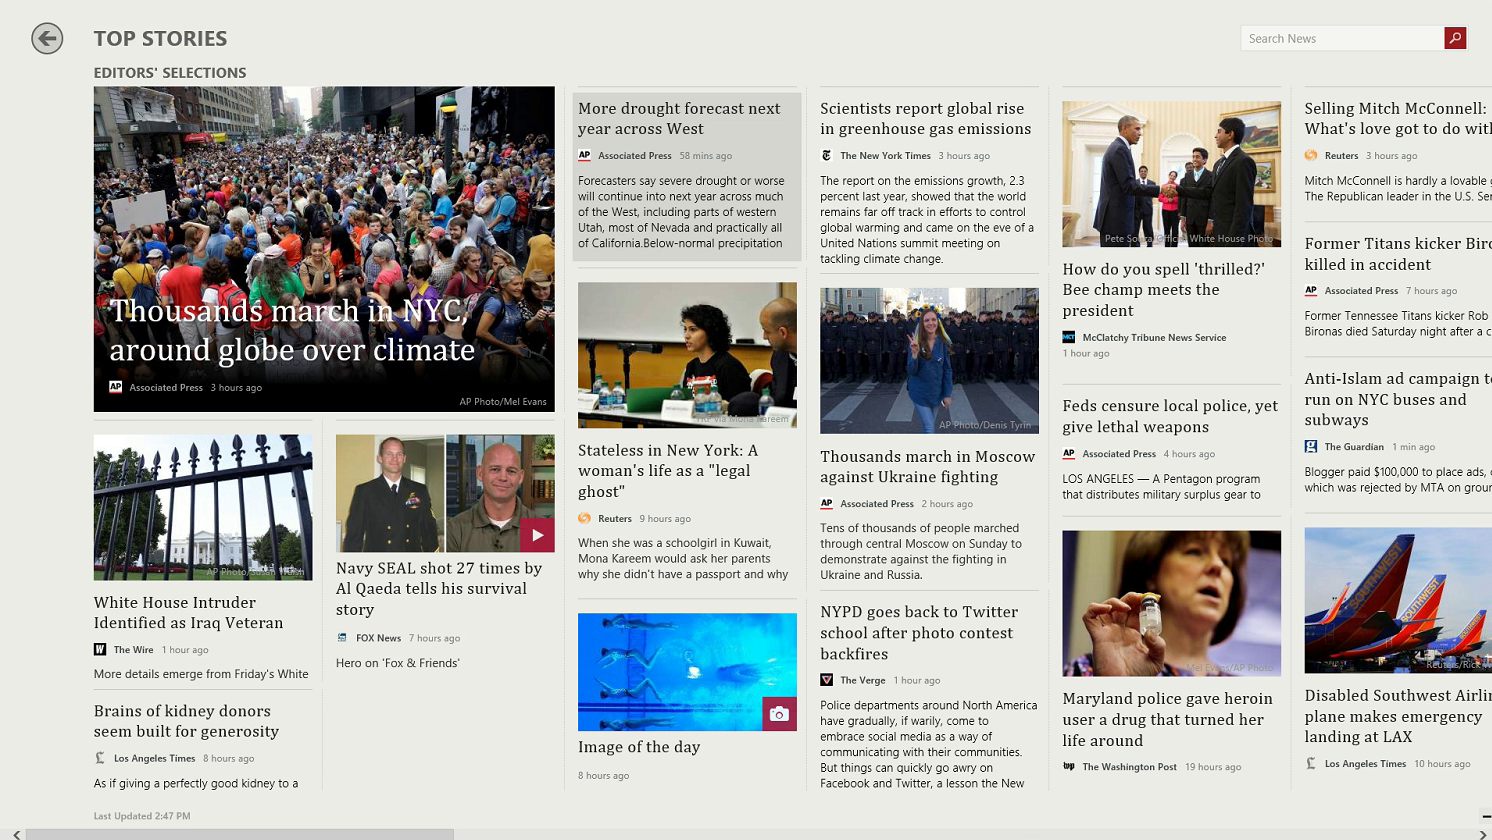 TOP STORIES
Search News
EDITORS' SELECTIONS
Thousands march in NYC,
around globe over climate
AP Associated Press 3 hours ago
AP Photo/Mel Evans
White House Intruder
Identified as Iraq Veteran
W The Wire 1 hour ago
More details emerge from Friday's White
Brains of kidney donors
seem built for generosity
Los Angeles Times 8 hours ago
As if giving a perfectly good kidney to a
Navy SEAL shot 27 times by
Al Qaeda tells his survival
story
FOX News 7 hours ago
Hero on 'Fox & Friends'
More drought forecast next
year across West
AP Associated Press 58 mins ago
Forecasters say severe drought or worse
will continue into next year across much
of the West, including parts of western
Utah, most of Nevada and practically all
of California.Below-normal precipitation
Stateless in New York: A
woman's life as a "legal
ghost"
Reuters 9 hours ago
When she was a schoolgirl in Kuwait,
Mona Kareem would ask her parents
why she didn't have a passport and why
Image of the day
8 hours ago
Scientists report global rise
in greenhouse gas emissions
The New York Times 3 hours ago
The report on the emissions growth, 2.3
percent last year, showed that the world
remains far off track in efforts to control
global warming and came on the eve of a
United Nations summit meeting on
tackling climate change.
AP Photo/Denis Tyrin
Thousands march in Moscow
against Ukraine fighting
AP Associated Press 2 hours ago
Tens of thousands of people marched
through central Moscow on Sunday to
demonstrate against the fighting in
Ukraine and Russia.
NYPD goes back to Twitter
school after photo contest
backfires
The Verge 1 hour ago
Police departments around North America
have gradually, if warily, come to
embrace social media as a way of
communicating with their communities.
But things can quickly go awry on
Facebook and Twitter, a lesson the New
Pete Souza/Official White House Photo
How do you spell 'thrilled?'
Bee champ meets the
president
MCT McClatchy Tribune News Service
1 hour ago
Feds censure local police, yet
give lethal weapons
AP Associated Press 4 hours ago
LOS ANGELES — A Pentagon program
that distributes military surplus gear to
Mel Evans/AP Photo
Maryland police gave heroin
user a drug that turned her
life around
wp The Washington Post 19 hours ago
Selling Mitch McConnell:
What's love got to do with
Reuters 3 hours ago
Mitch McConnell is hardly a lovable
The Republican leader in the U.S. Se
Former Titans kicker Biro
killed in accident
AP Associated Press 7 hours ago
Former Tennessee Titans kicker Rob
Bironas died Saturday night after a c
Anti-Islam ad campaign to
run on NYC buses and
subways
g The Guardian 1 min ago
Blogger paid $100,000 to place ads,
which was rejected by MTA on groun
SOUTHWEST
SOUTHWEST
SOUTHWEST
Disabled Southwest Airlin
plane makes emergency
landing at LAX
Los Angeles Times 10 hours ago
Last Updated 2:47 PM